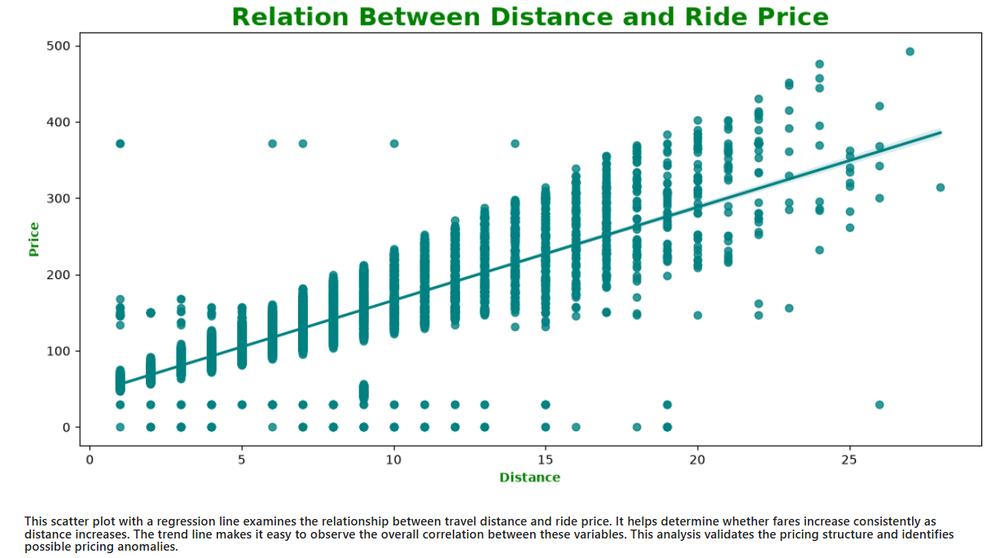 Relation Between Distance and Ride Price
500
400
300
200
100
0
Price
0 5 10 15 20 25
Distance
This scatter plot with a regression line examines the relationship between travel distance and ride price. It helps determine whether fares increase consistently as
distance increases. The trend line makes it easy to observe the overall correlation between these variables. This analysis validates the pricing structure and identifies
possible pricing anomalies.